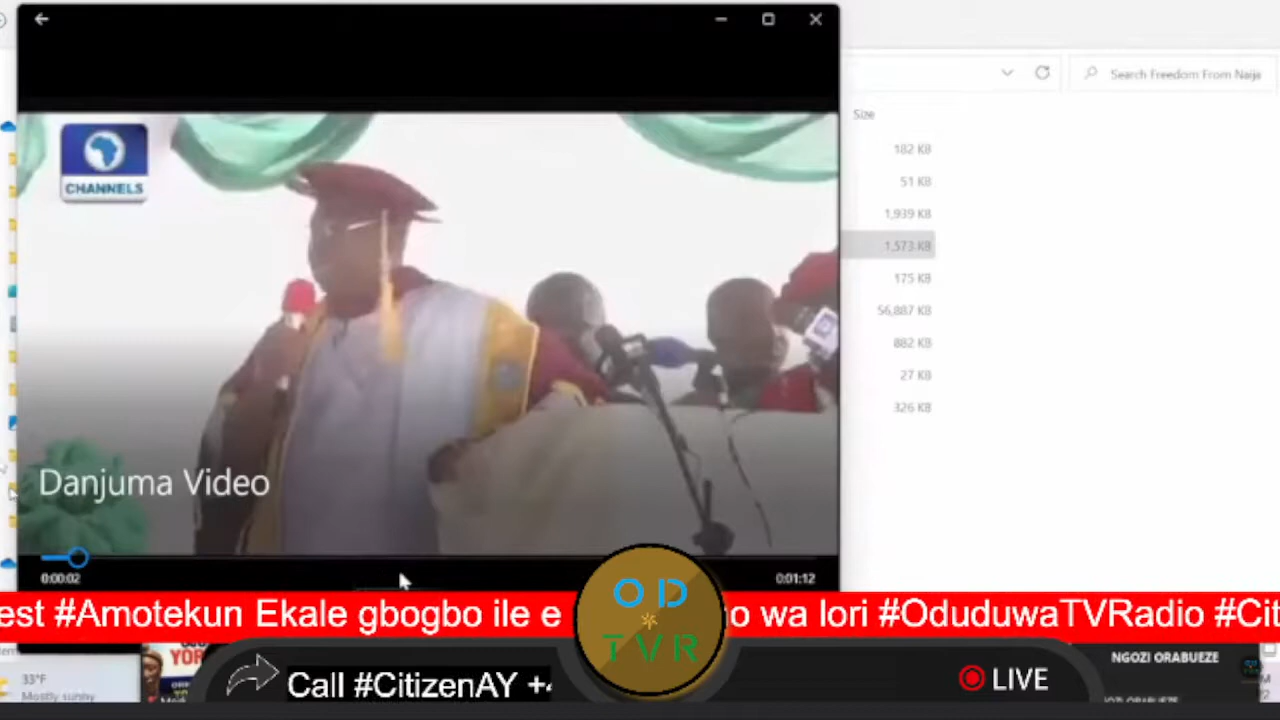 Search Freedom From Naija
Size
182 KB
51 KB
1,939 KB
1,573 KB
175 KB
56,887 KB
882 KB
27 KB
326 KB
CHANNELS
Danjuma Video
0:00:02
0:01:12
est #Amotekun Ekale gbogbo ile e
o wa lori #OduduwaTVRadio #Cit
OD
TVR
YOR
33°F
Mostly sunny
Call #CitizenAY +4
LIVE
NGOZI ORABUEZE